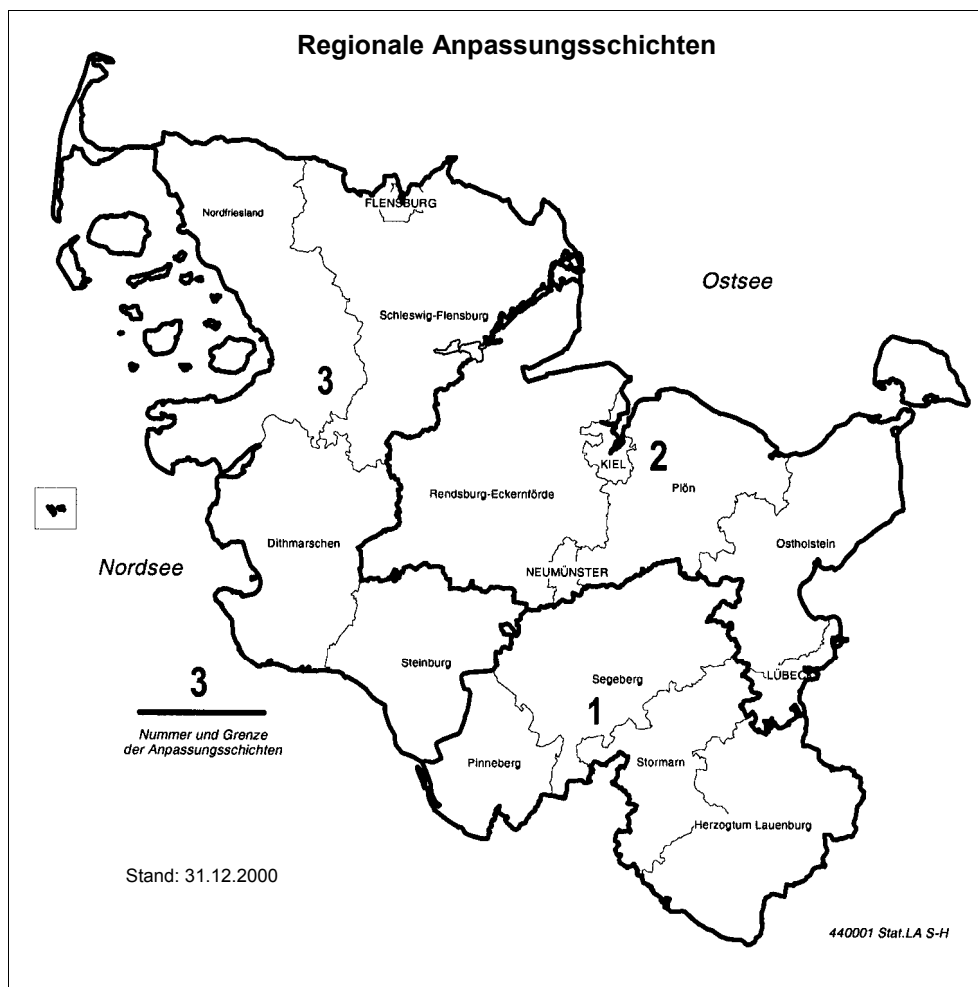 Regionale Anpassungsschichten
FLENSBURG
Nordfriesland
Ostsee
Schleswig-Flensburg
3
2
KIEL
Plön
Rendsburg-Eckernförde
Dithmarschen
Ostholstein
Nordsee
NEUMÜNSTER
Steinburg
LÜBECK
Segeberg
3
1
Nummer und Grenze
der Anpassungsschichten
Pinneberg
Stormarn
Herzogtum Lauenburg
Stand: 31.12.2000
440001 Stat.LA S-H